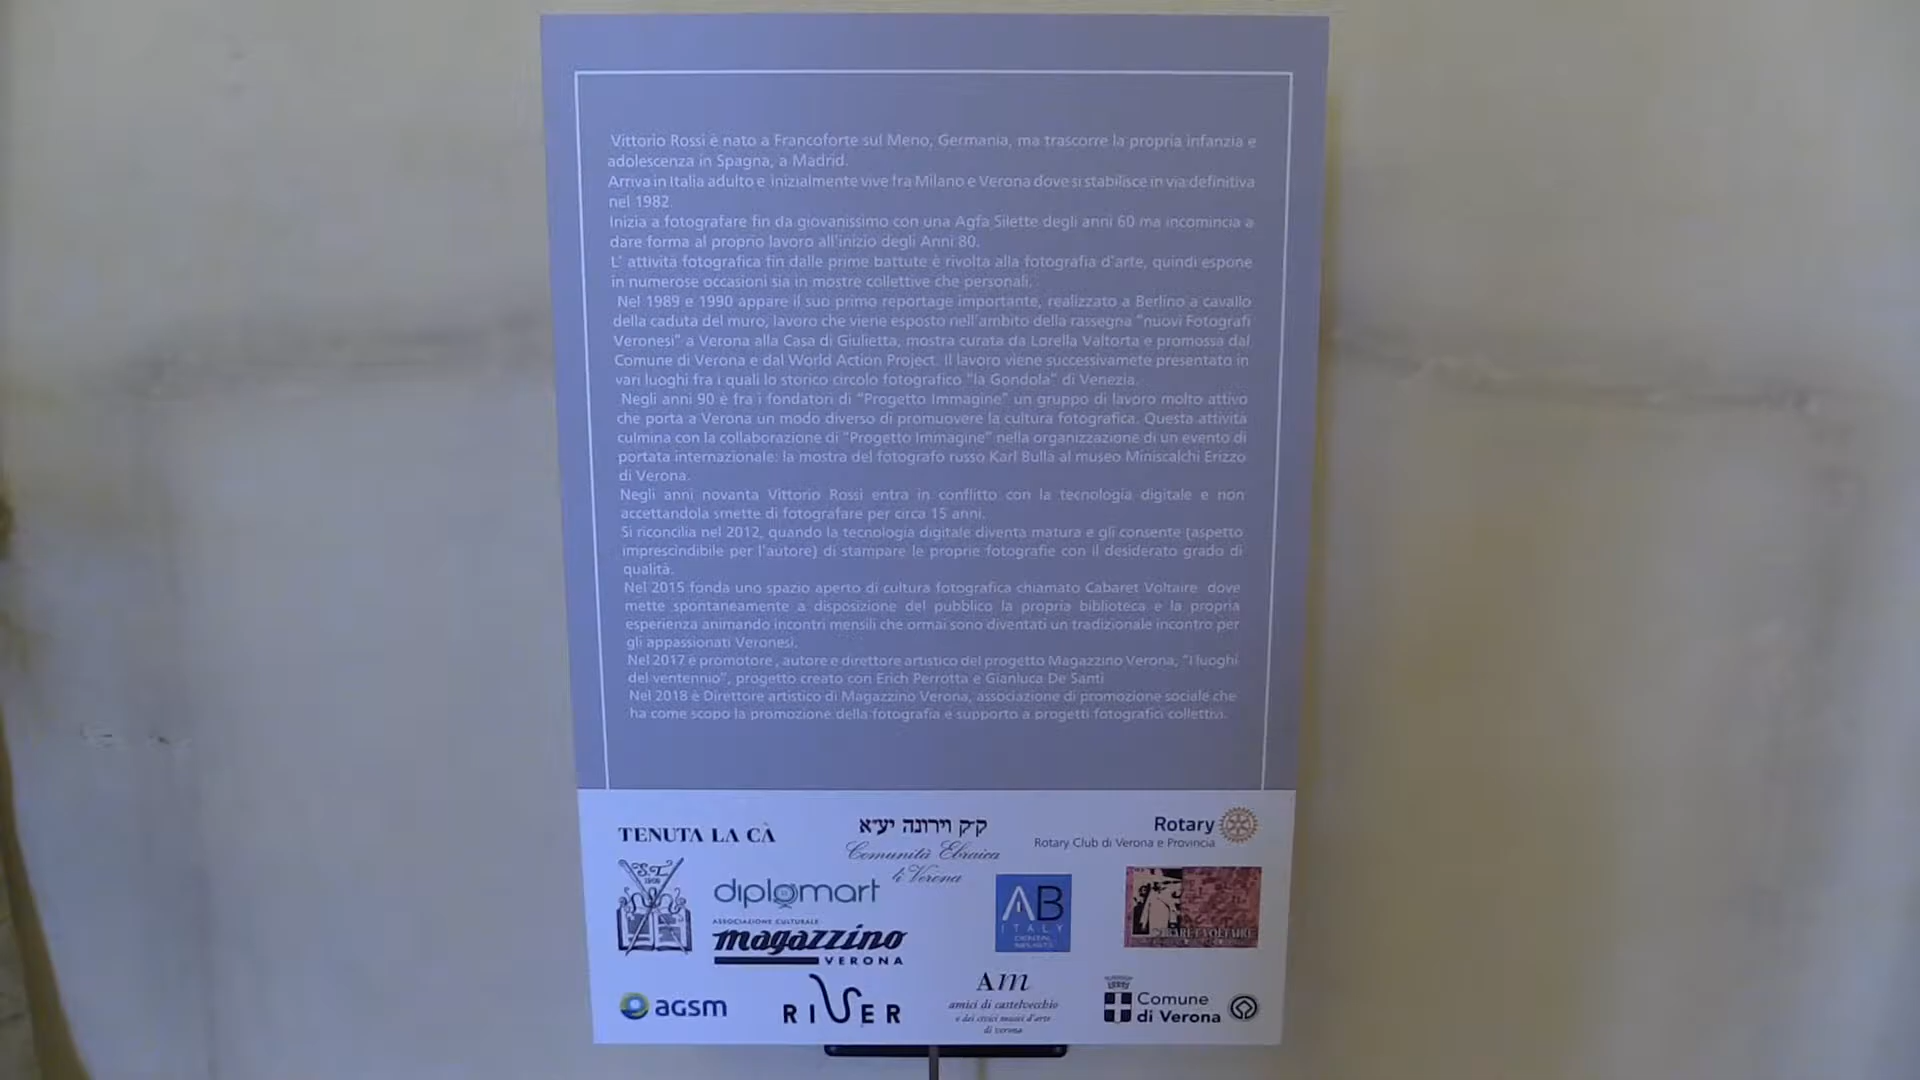 Vittorio Rossi è nato a Francoforte sul Meno, Germania, ma trascorre la propria infanzia e
adolescenza in Spagna, a Madrid.
Arriva in Italia adulto e inizialmente vive fra Milano e Verona dove si stabilisce in via definitiva
nel 1982.
Inizia a fotografare fin da giovanissimo con una Agfa Silette degli anni 60 ma incomincia a
dare forma al proprio lavoro all'inizio degli Anni 80.
L' attività fotografica fin dalle prime battute è rivolta alla fotografia d'arte, quindi espone
in numerose occasioni sia in mostre collettive che personali.
Nel 1989 e 1990 appare il suo primo reportage importante, realizzato a Berlino a cavallo
della caduta del muro, lavoro che viene esposto nell'ambito della rassegna "nuovi Fotografi
Veronesi" a Verona alla Casa di Giulietta, mostra curata da Lorella Valtorta e promossa dal
Comune di Verona e dal World Action Project. Il lavoro viene successivamete presentato in
vari luoghi fra i quali lo storico circolo fotografico "la Gondola" di Venezia.
Negli anni 90 è fra i fondatori di "Progetto Immagine" un gruppo di lavoro molto attivo
che porta a Verona un modo diverso di promuovere la cultura fotografica. Questa attività
culmina con la collaborazione di "Progetto Immagine" nella organizzazione di un evento di
portata internazionale: la mostra del fotografo russo Karl Bulla al museo Miniscalchi Erizzo
di Verona.
Negli anni novanta Vittorio Rossi entra in conflitto con la tecnologia digitale e non
accettandola smette di fotografare per circa 15 anni.
Si riconcilia nel 2012, quando la tecnologia digitale diventa matura e gli consente (aspetto
imprescindibile per l'autore) di stampare le proprie fotografie con il desiderato grado di
qualità.
Nel 2015 fonda uno spazio aperto di cultura fotografica chiamato Cabaret Voltaire dove
mette spontaneamente a disposizione del pubblico la propria biblioteca e la propria
esperienza animando incontri mensili che ormai sono diventati un tradizionale incontro per
gli appassionati Veronesi.
Nel 2017 è promotore , autore e direttore artistico del progetto Magazzino Verona, "I luoghi
del ventennio", progetto creato con Erich Perrotta e Gianluca De Santi
Nel 2018 è Direttore artistico di Magazzino Verona, associazione di promozione sociale che
ha come scopo la promozione della fotografia e supporto a progetti fotografici collettivi.
TENUTA LA CÀ
ק״ק וירונה יע״א
Comunità Ebraica
di Verona
Rotary
Rotary Club di Verona e Provincia
S.T.
diplomart
ASSOCIAZIONE CULTURALE
magazzino
VERONA
AB
ITALY
CABARET VOLTAIRE
agsm
RIVER
Am
amici di castelvecchio
e dei civici musei d'arte
di verona
Comune
di Verona